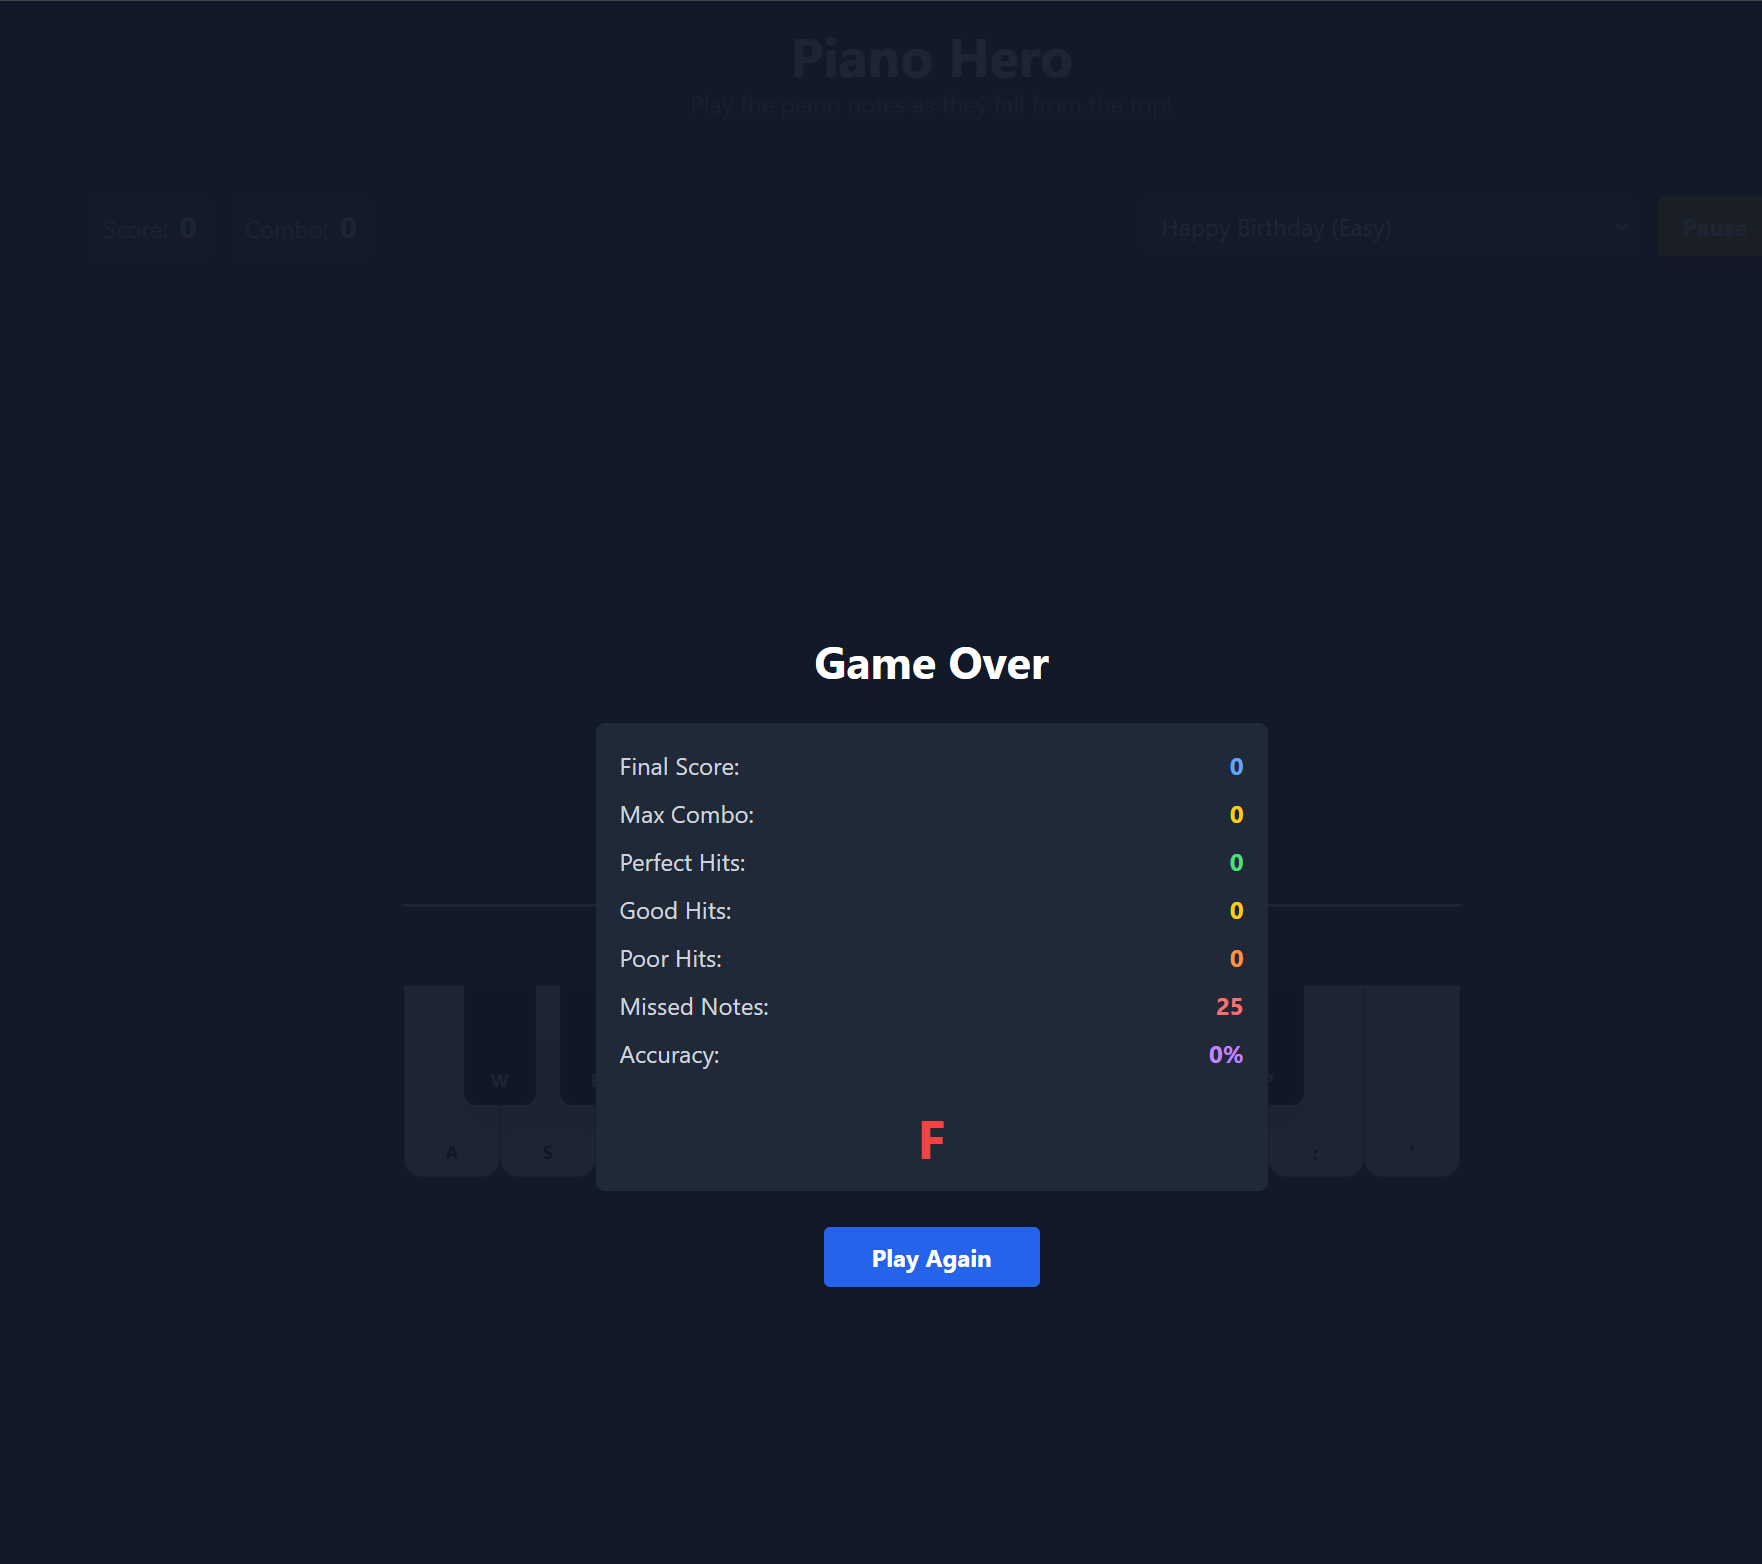 Piano Hero
Play the piano notes as they fall from the top!
Score: 0
Combo: 0
Happy Birthday (Easy)
Pause
Game Over
Final Score: 0
Max Combo: 0
Perfect Hits: 0
Good Hits: 0
Poor Hits: 0
Missed Notes: 25
Accuracy: 0%
W
A
S
;
'
F
Play Again